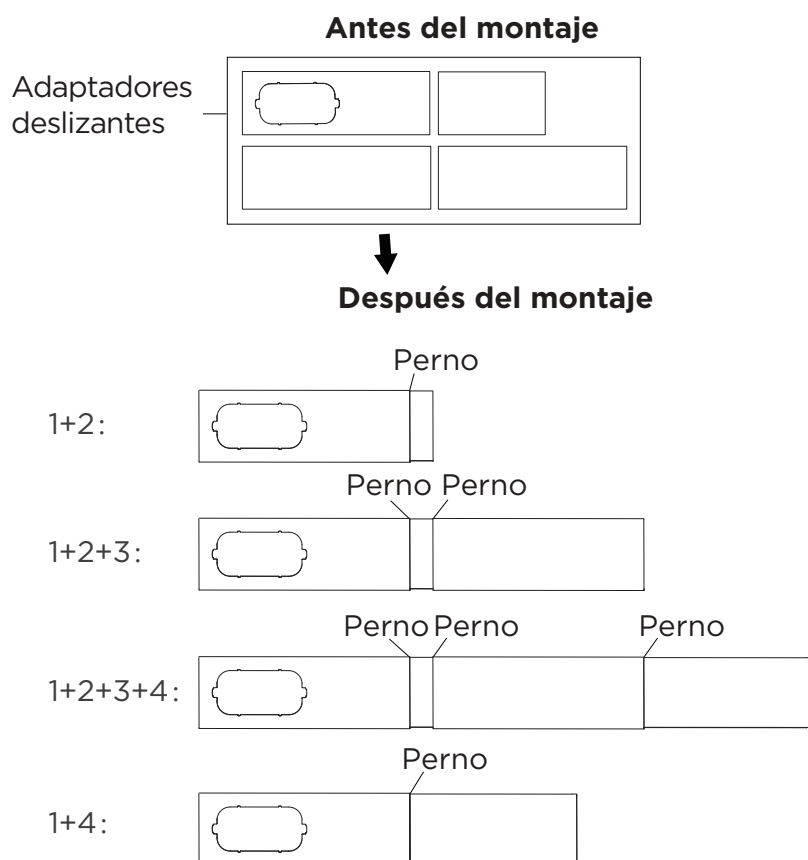 Antes del montaje
Adaptadores
deslizantes
Después del montaje
Perno
1+2:
Perno Perno
1+2+3:
Perno Perno Perno
1+2+3+4:
Perno
1+4: